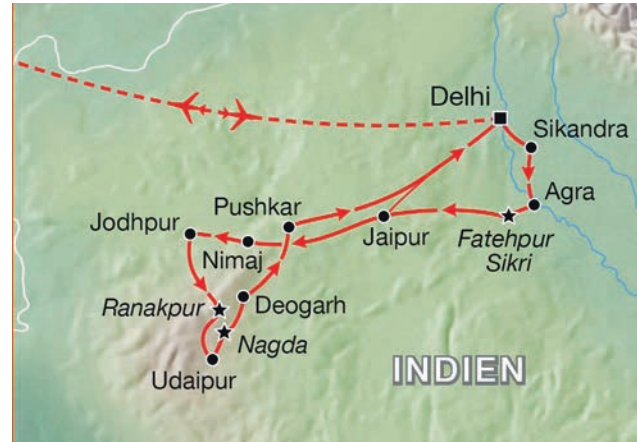 Delhi
Sikandra
Agra
Fatehpur
Sikri
Jaipur
Pushkar
Jodhpur
Nimaj
Ranakpur
Deogarh
Nagda
Udaipur
INDIEN